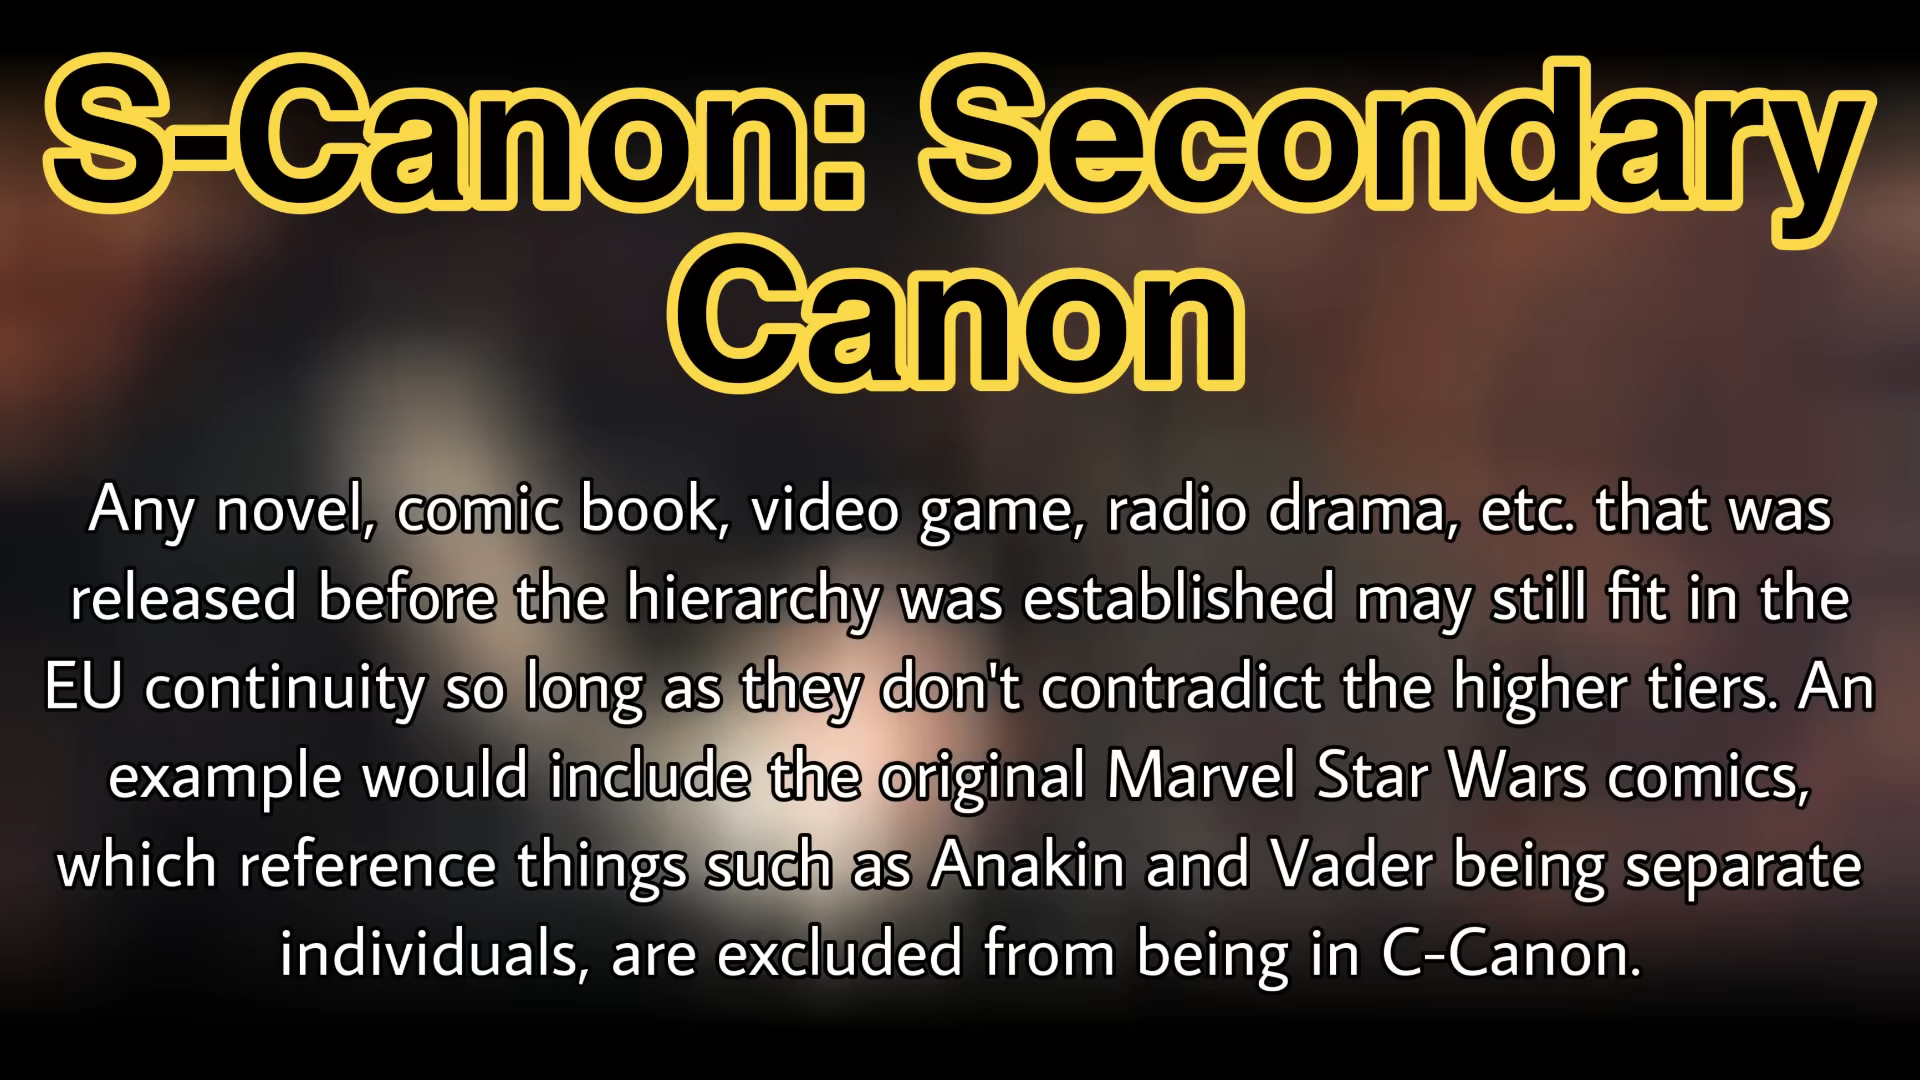 S-Canon: Secondary
Canon
Any novel, comic book, video game, radio drama, etc. that was
released before the hierarchy was established may still fit in the
EU continuity so long as they don't contradict the higher tiers. An
example would include the original Marvel Star Wars comics,
which reference things such as Anakin and Vader being separate
individuals, are excluded from being in C-Canon.